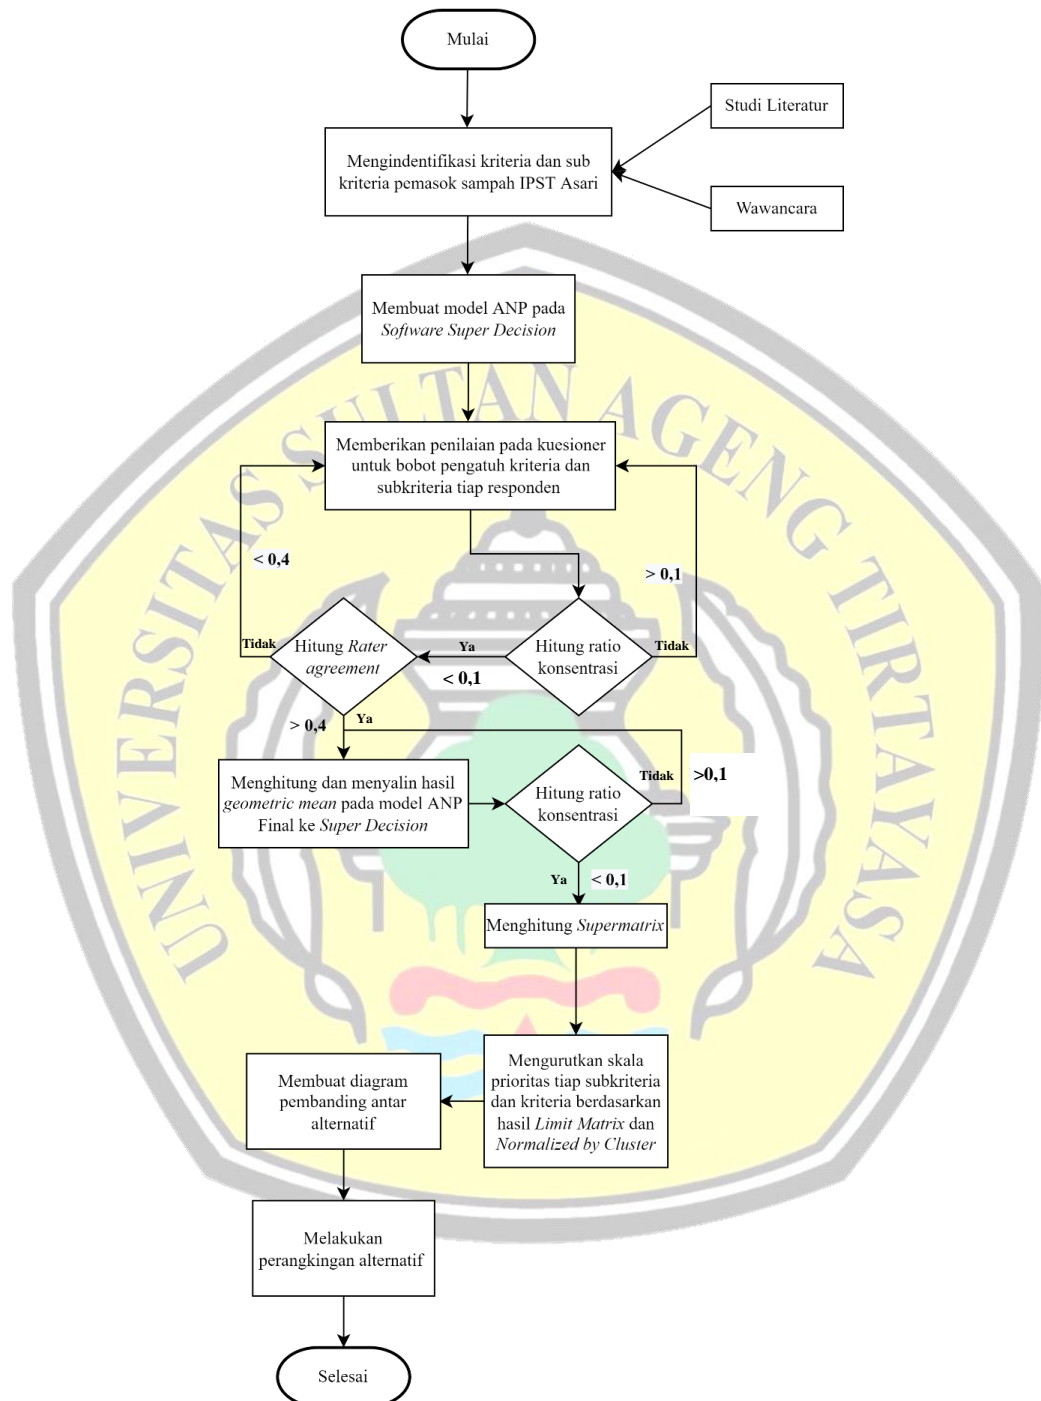 Mulai
Studi Literatur
Mengindentifikasi kriteria dan sub
kriteria pemasok sampah IPST Asari
Wawancara
Membuat model ANP pada
Software Super Decision
UNIVERSITAS SULTAN AGENG TIRTAYASA
Memberikan penilaian pada kuesioner
untuk bobot pengatuh kriteria dan
subkriteria tiap responden
< 0,4
> 0,1
Tidak
Hitung Rater
agreement
Ya
< 0,1
Hitung ratio
konsentrasi
Tidak
> 0,4
Ya
Menghitung dan menyalin hasil
geometric mean pada model ANP
Final ke Super Decision
Hitung ratio
konsentrasi
Tidak
>0,1
Ya
< 0,1
Menghitung Supermatrix
Mengurutkan skala
prioritas tiap subkriteria
dan kriteria berdasarkan
hasil Limit Matrix dan
Normalized by Cluster
Membuat diagram
pembanding antar
alternatif
Melakukan
perangkingan alternatif
Selesai